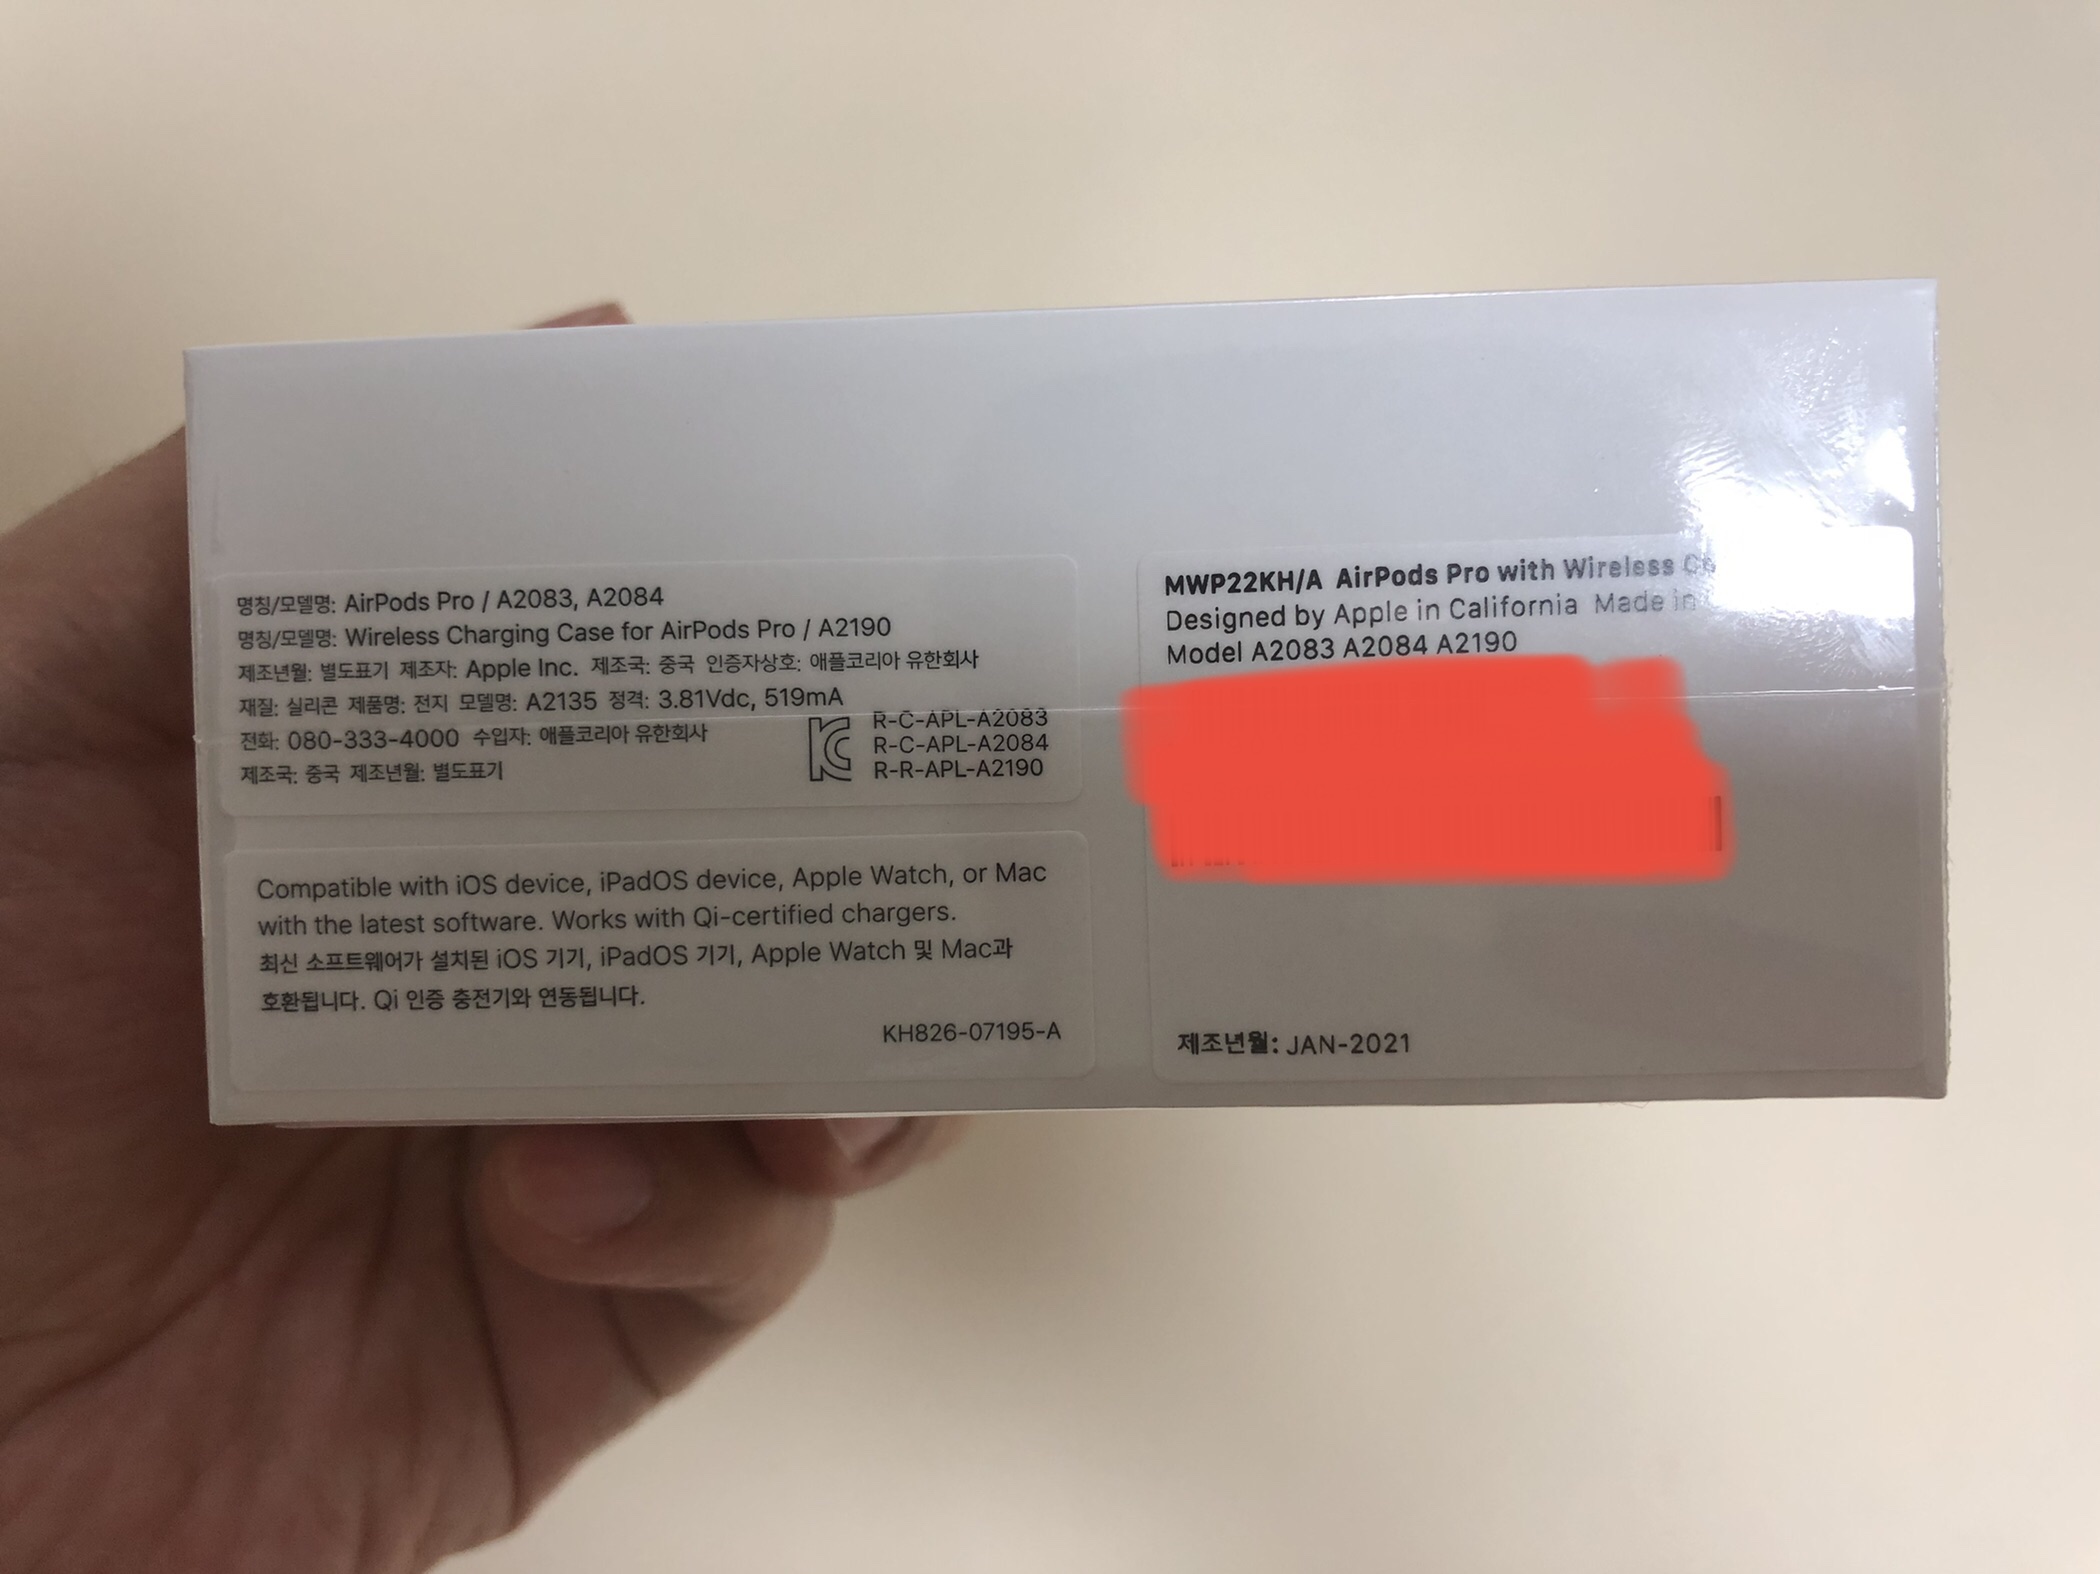 명칭/모델명: AirPods Pro / A2083, A2084
명칭/모델명: Wireless Charging Case for AirPods Pro / A2190
제조년월: 별도표기 제조자: Apple Inc. 제조국: 중국 인증자상호: 애플코리아 유한회사
재질: 실리콘 제품명: 전지 모델명: A2135 정격: 3.81Vdc, 519mA
전화: 080-333-4000 수입자: 애플코리아 유한회사
제조국: 중국 제조년월: 별도표기
R-C-APL-A2083
R-C-APL-A2084
R-R-APL-A2190
Compatible with iOS device, iPadOS device, Apple Watch, or Mac
with the latest software. Works with Qi-certified chargers.
최신 소프트웨어가 설치된 iOS 기기, iPadOS 기기, Apple Watch 및 Mac과
호환됩니다. Qi 인증 충전기와 연동됩니다.
KH826-07195-A
MWP22KH/A AirPods Pro with Wireless
Designed by Apple in California Made in
Model A2083 A2084 A2190
제조년월: JAN-2021